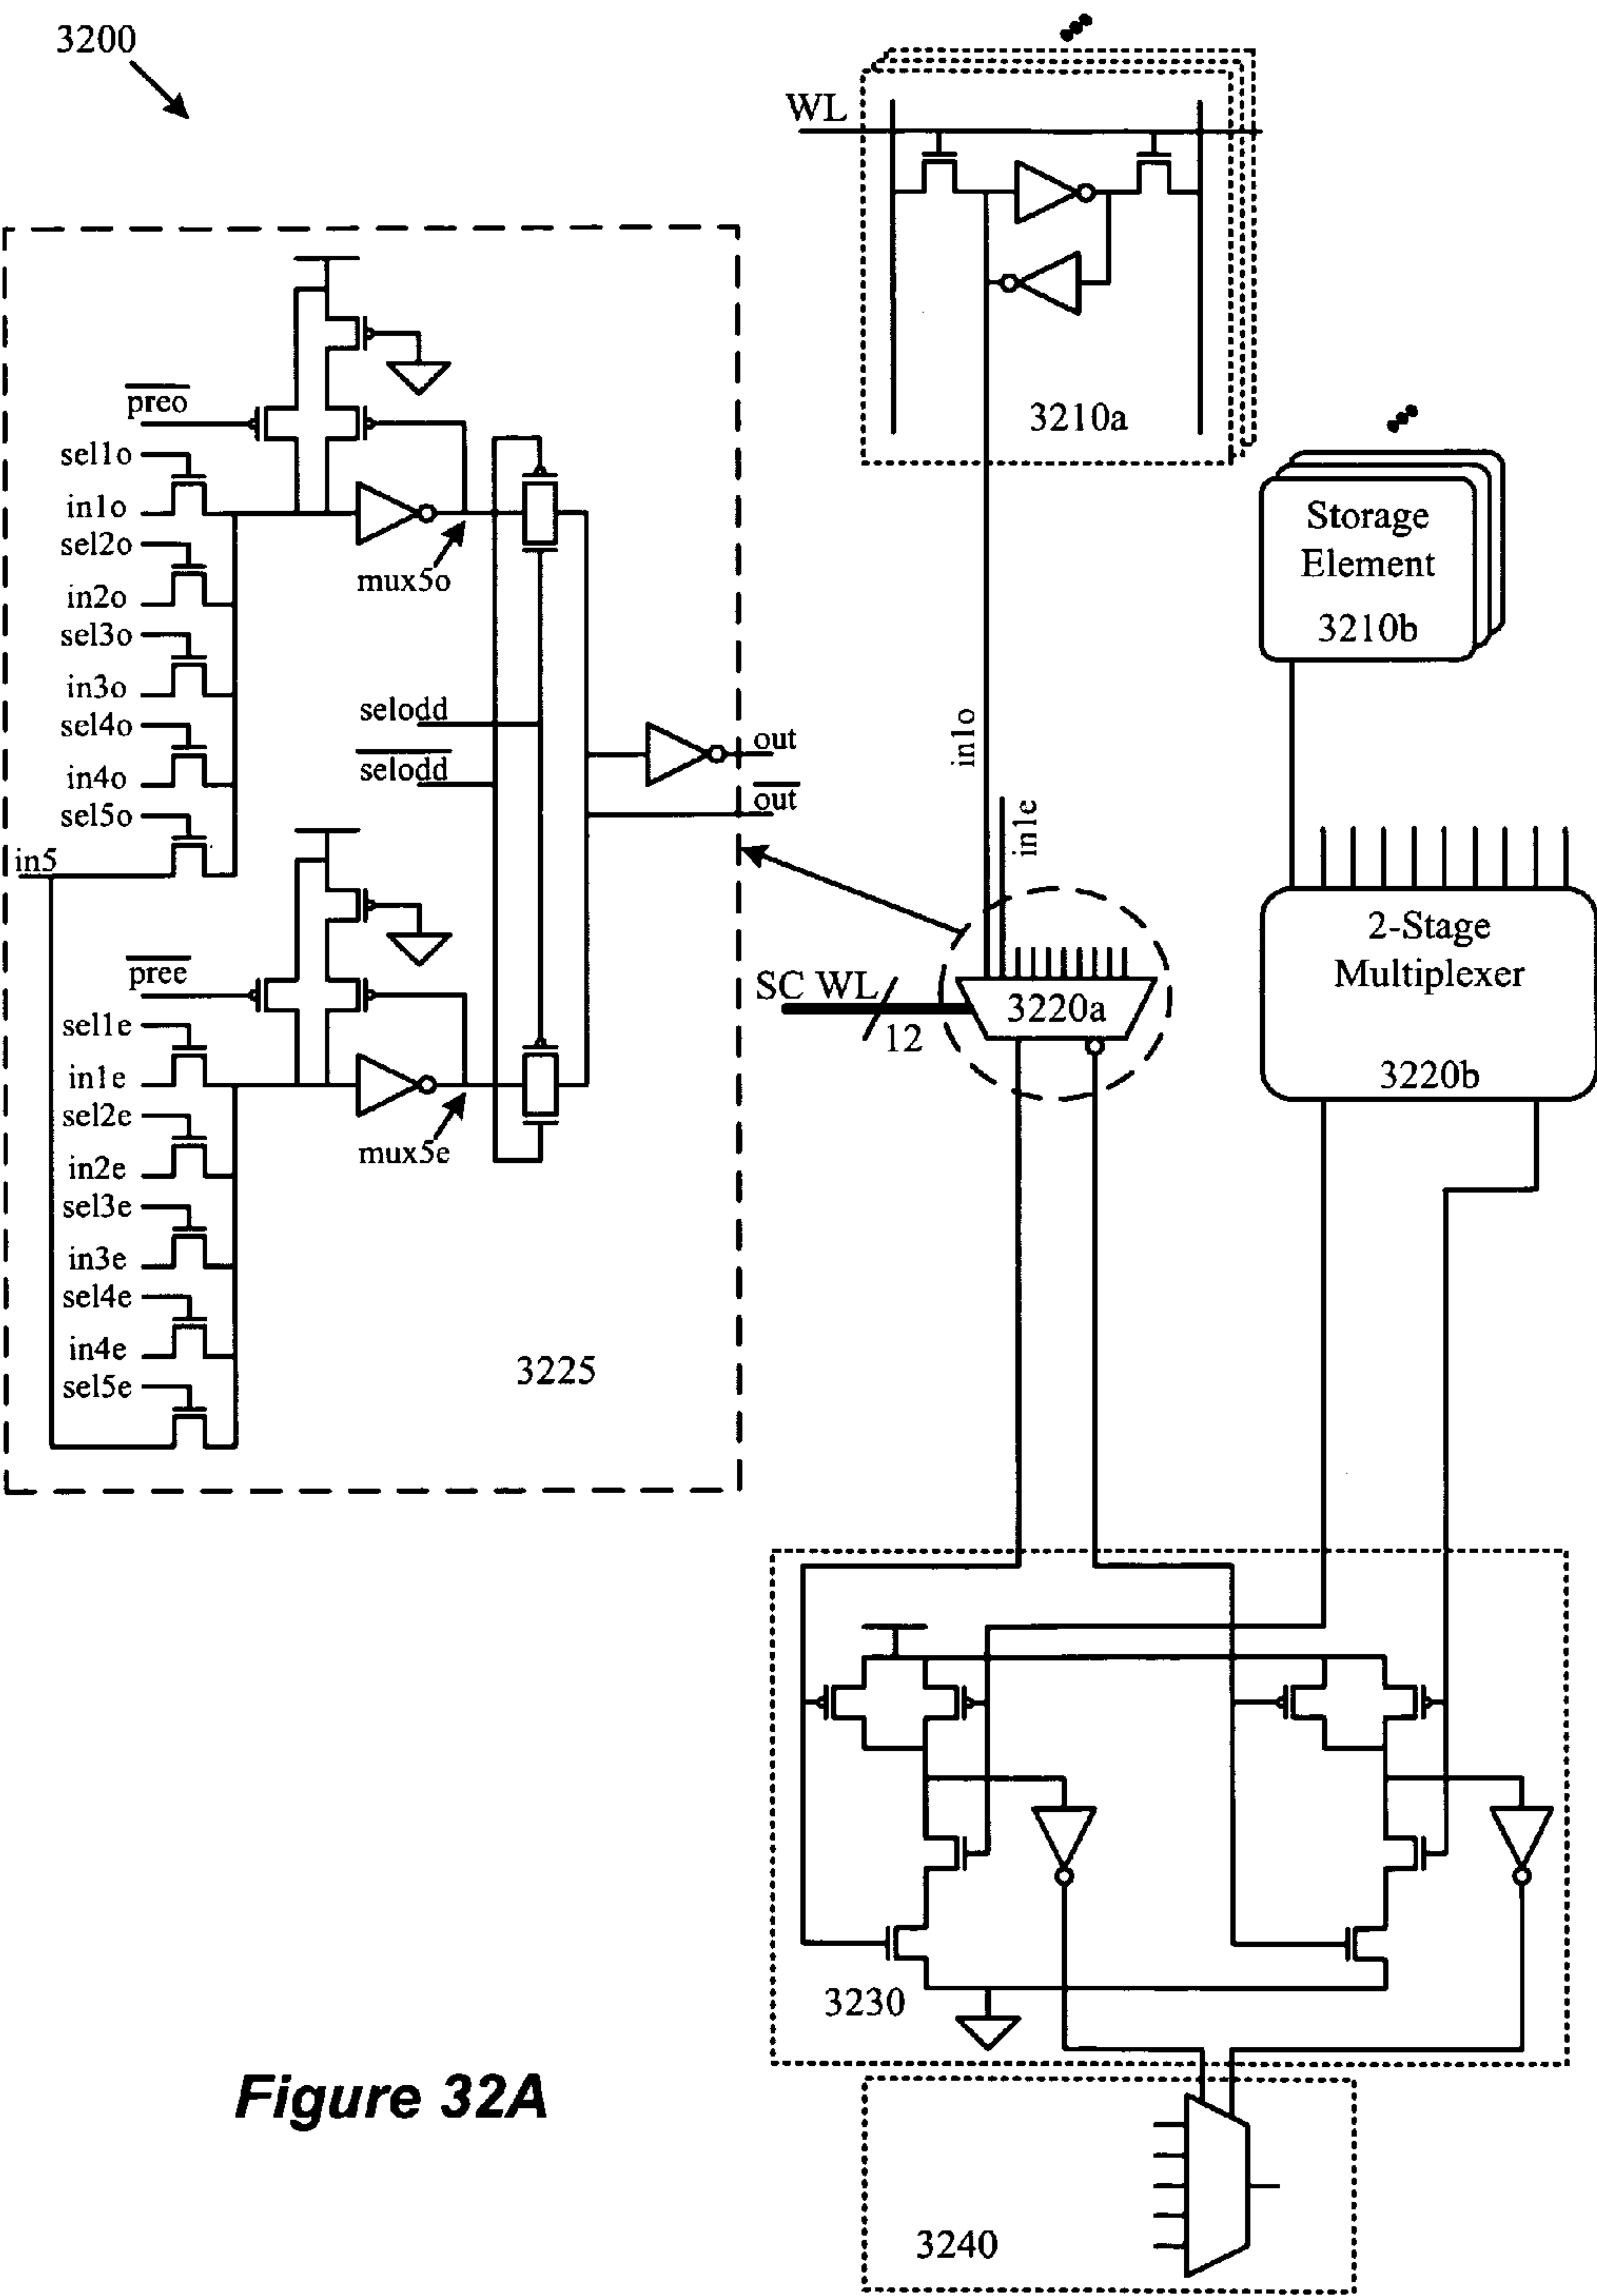 3200
WL
3210a
preo
sel1o
in1o
sel2o
in2o
sel3o
in3o
sel4o
in4o
sel5o
in5
mux5o
selodd
selodd
out
out
pree
sel1e
in1e
sel2e
in2e
sel3e
in3e
sel4e
in4e
sel5e
mux5e
3225
Storage
Element
3210b
in1o
in1e
SC WL
12
3220a
2-Stage
Multiplexer
3220b
3230
3240
Figure 32A